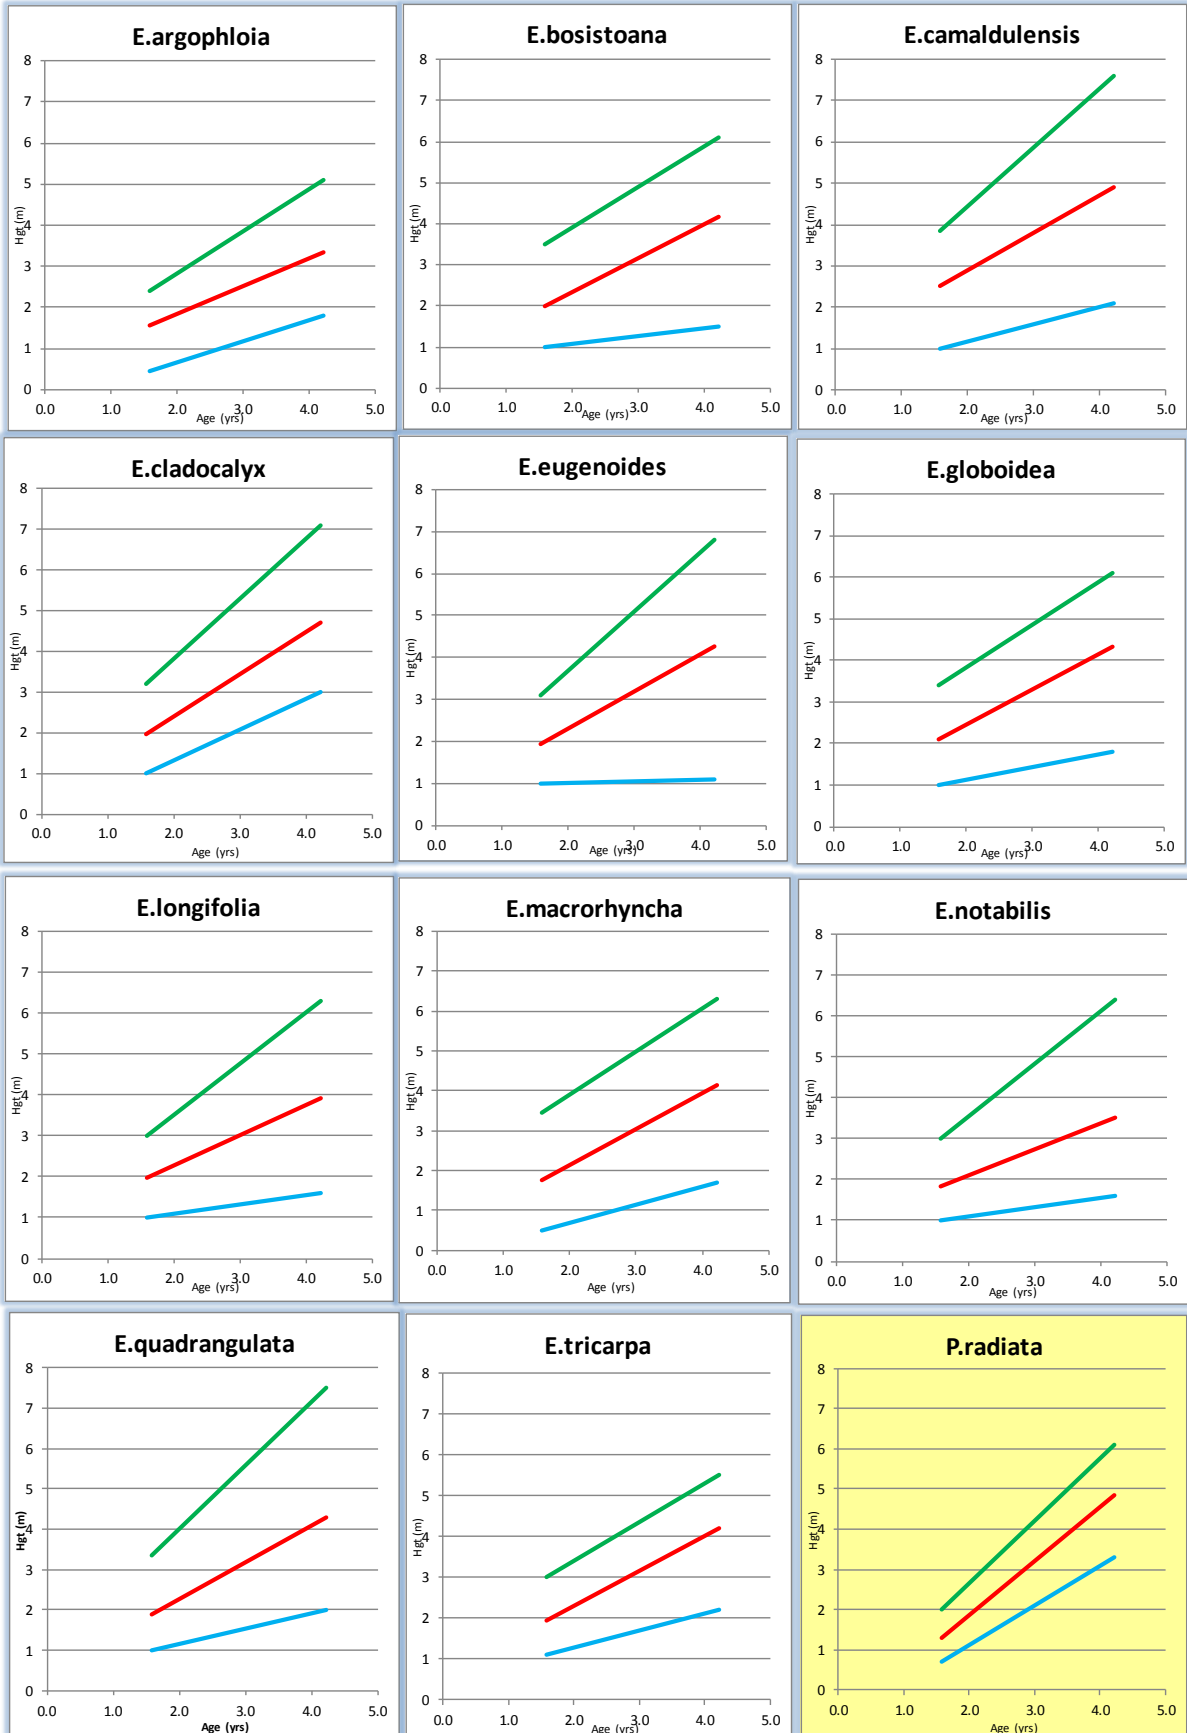 E.argophloia
8
7
6
5
4
3
2
1
0
Hgt (m)
0.0 1.0 2.0 3.0 4.0 5.0
Age (yrs)
E.bosistoana
8
7
6
5
4
3
2
1
0
Hgt (m)
0.0 1.0 2.0 3.0 4.0 5.0
Age (yrs)
E.camaldulensis
8
7
6
5
4
3
2
1
0
Hgt (m)
0.0 1.0 2.0 3.0 4.0 5.0
Age (yrs)
E.cladocalyx
8
7
6
5
4
3
2
1
0
Hgt (m)
0.0 1.0 2.0 3.0 4.0 5.0
Age (yrs)
E.eugenoides
8
7
6
5
4
3
2
1
0
Hgt (m)
0.0 1.0 2.0 3.0 4.0 5.0
Age (yrs)
E.globoidea
8
7
6
5
4
3
2
1
0
Hgt (m)
0.0 1.0 2.0 3.0 4.0 5.0
Age (yrs)
E.longifolia
8
7
6
5
4
3
2
1
0
Hgt (m)
0.0 1.0 2.0 3.0 4.0 5.0
Age (yrs)
E.macrorhyncha
8
7
6
5
4
3
2
1
0
Hgt (m)
0.0 1.0 2.0 3.0 4.0 5.0
Age (yrs)
E.notabilis
8
7
6
5
4
3
2
1
0
Hgt (m)
0.0 1.0 2.0 3.0 4.0 5.0
Age (yrs)
E.quadrangulata
8
7
6
5
4
3
2
1
0
Hgt (m)
0.0 1.0 2.0 3.0 4.0 5.0
Age (yrs)
E.tricarpa
8
7
6
5
4
3
2
1
0
Hgt (m)
0.0 1.0 2.0 3.0 4.0 5.0
Age (yrs)
P.radiata
8
7
6
5
4
3
2
1
0
Hgt (m)
0.0 1.0 2.0 3.0 4.0 5.0
Age (yrs)